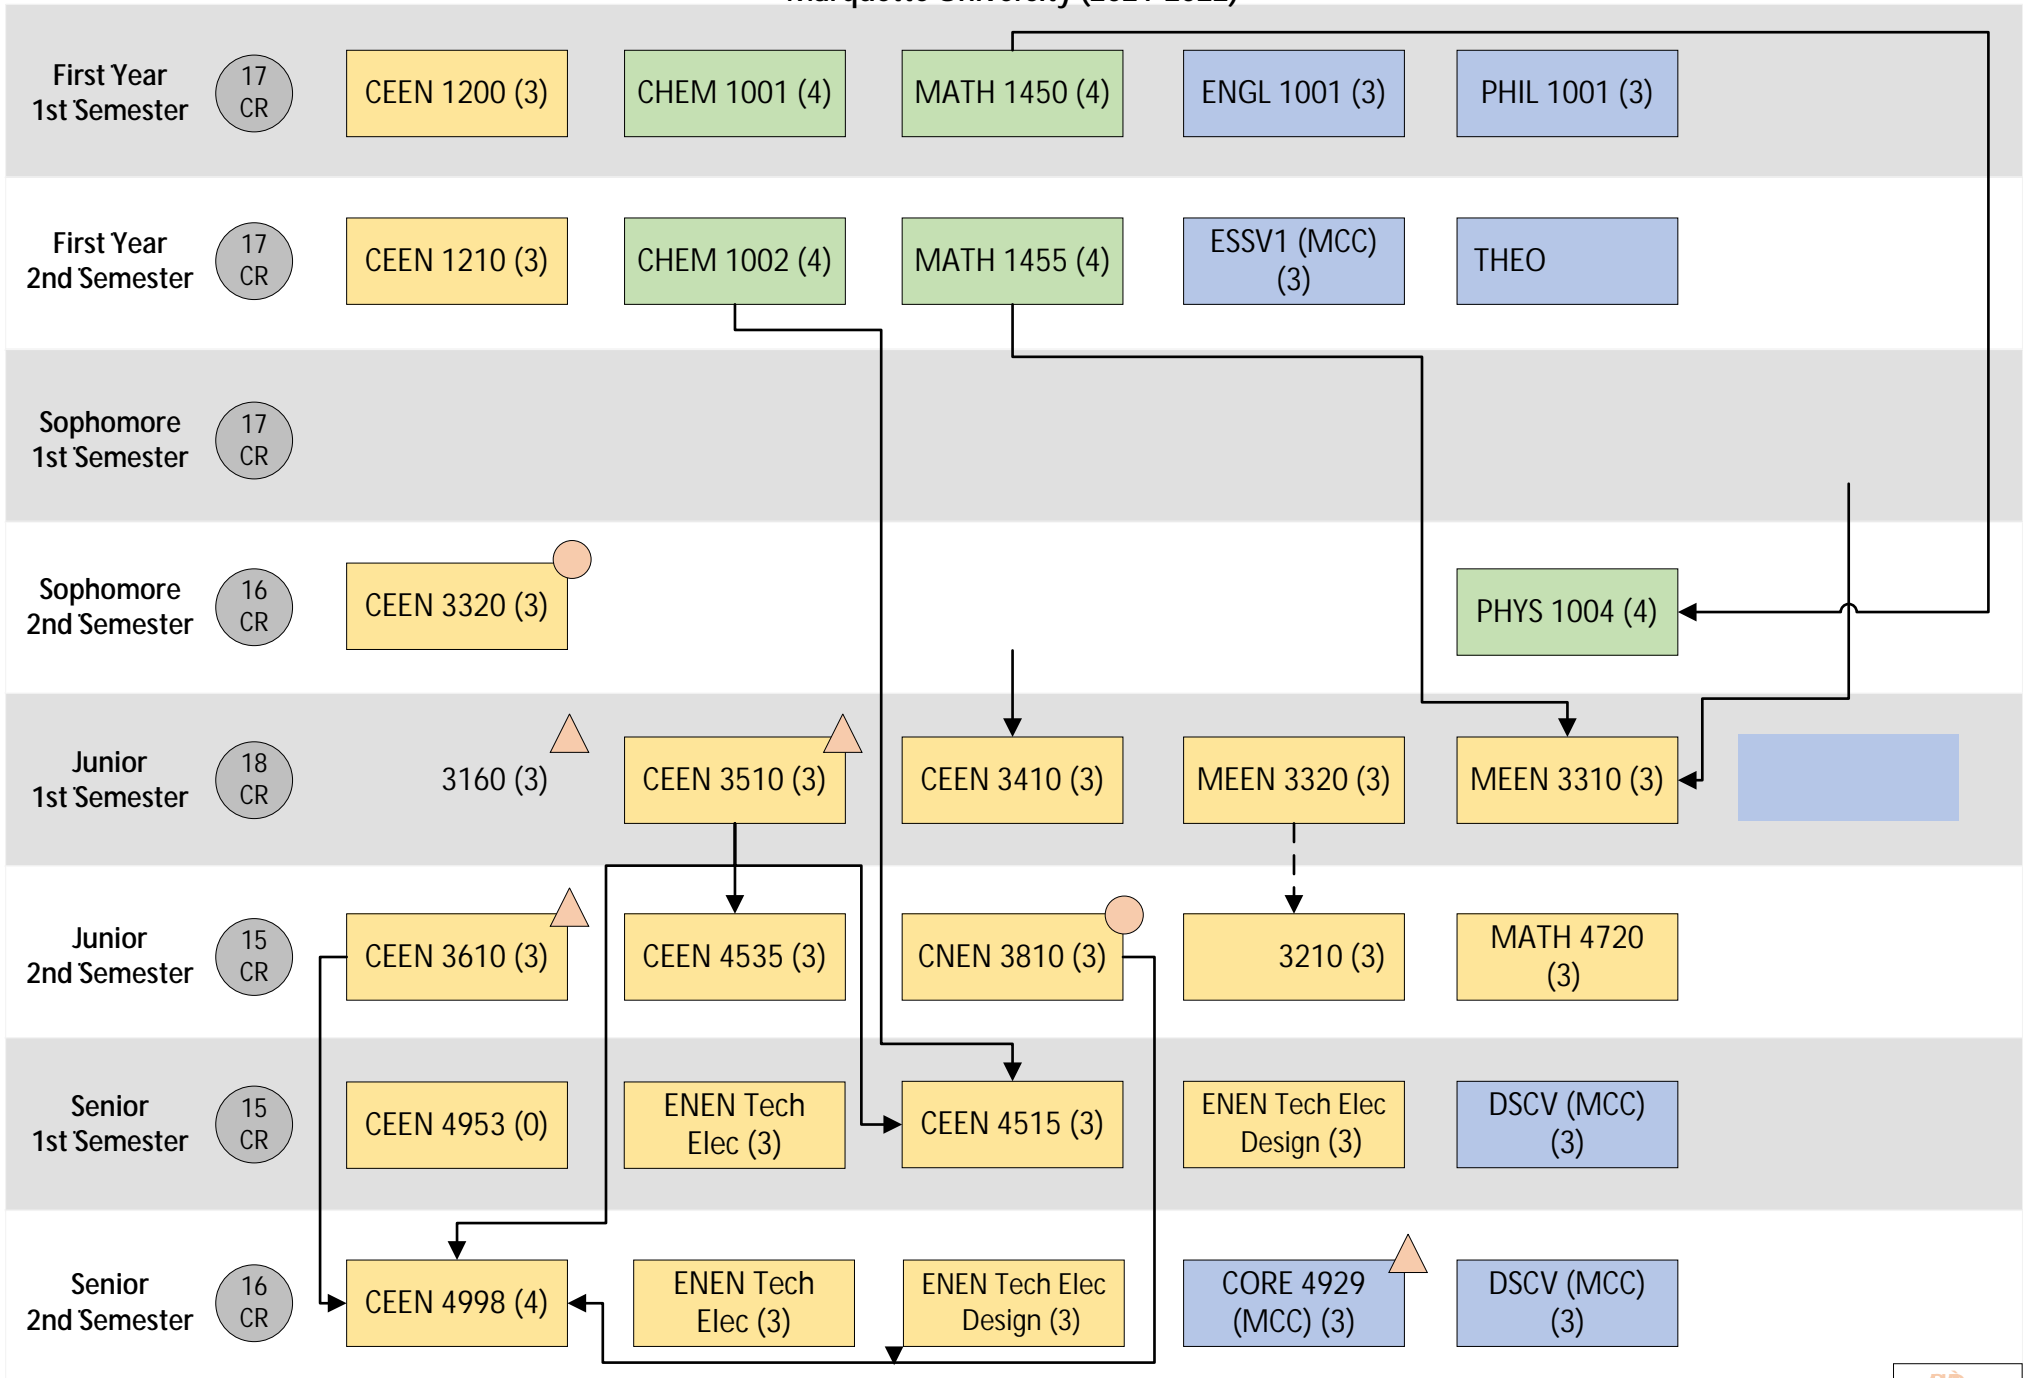 Marquette University (2021-2022)
First Year
1st Semester
17
CR
CEEN 1200 (3)
CHEM 1001 (4)
MATH 1450 (4)
ENGL 1001 (3)
PHIL 1001 (3)
First Year
2nd Semester
17
CR
CEEN 1210 (3)
CHEM 1002 (4)
MATH 1455 (4)
ESSV1 (MCC)
(3)
THEO
Sophomore
1st Semester
17
CR
Sophomore
2nd Semester
16
CR
CEEN 3320 (3)
PHYS 1004 (4)
Junior
1st Semester
18
CR
3160 (3)
CEEN 3510 (3)
CEEN 3410 (3)
MEEN 3320 (3)
MEEN 3310 (3)
Junior
2nd Semester
15
CR
CEEN 3610 (3)
CEEN 4535 (3)
CNEN 3810 (3)
3210 (3)
MATH 4720
(3)
Senior
1st Semester
15
CR
CEEN 4953 (0)
ENEN Tech
Elec (3)
CEEN 4515 (3)
ENEN Tech Elec
Design (3)
DSCV (MCC)
(3)
Senior
2nd Semester
16
CR
CEEN 4998 (4)
ENEN Tech
Elec (3)
ENEN Tech Elec
Design (3)
CORE 4929
(MCC) (3)
DSCV (MCC)
(3)